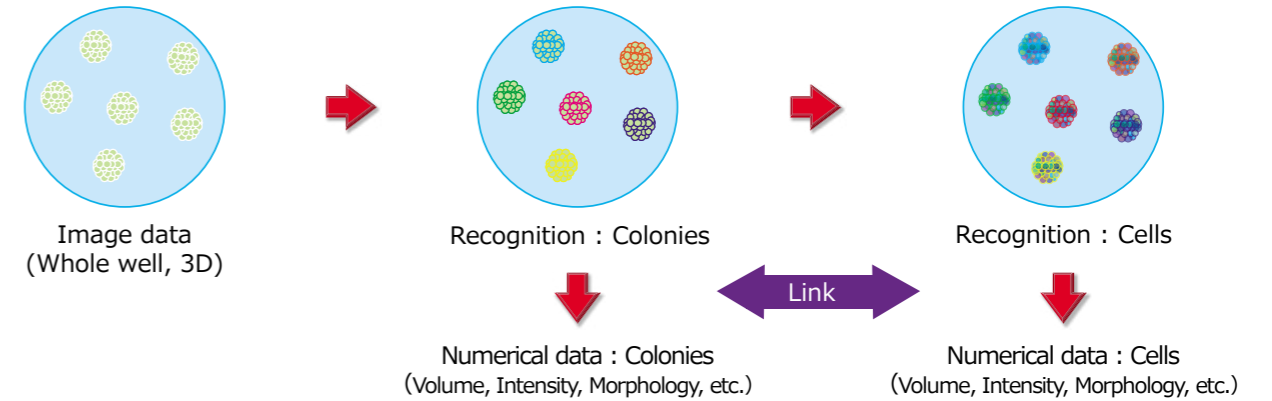 Image data
(Whole well, 3D)
Recognition : Colonies
Recognition : Cells
Link
Numerical data : Colonies
(Volume, Intensity, Morphology, etc.)
Numerical data : Cells
(Volume, Intensity, Morphology, etc.)